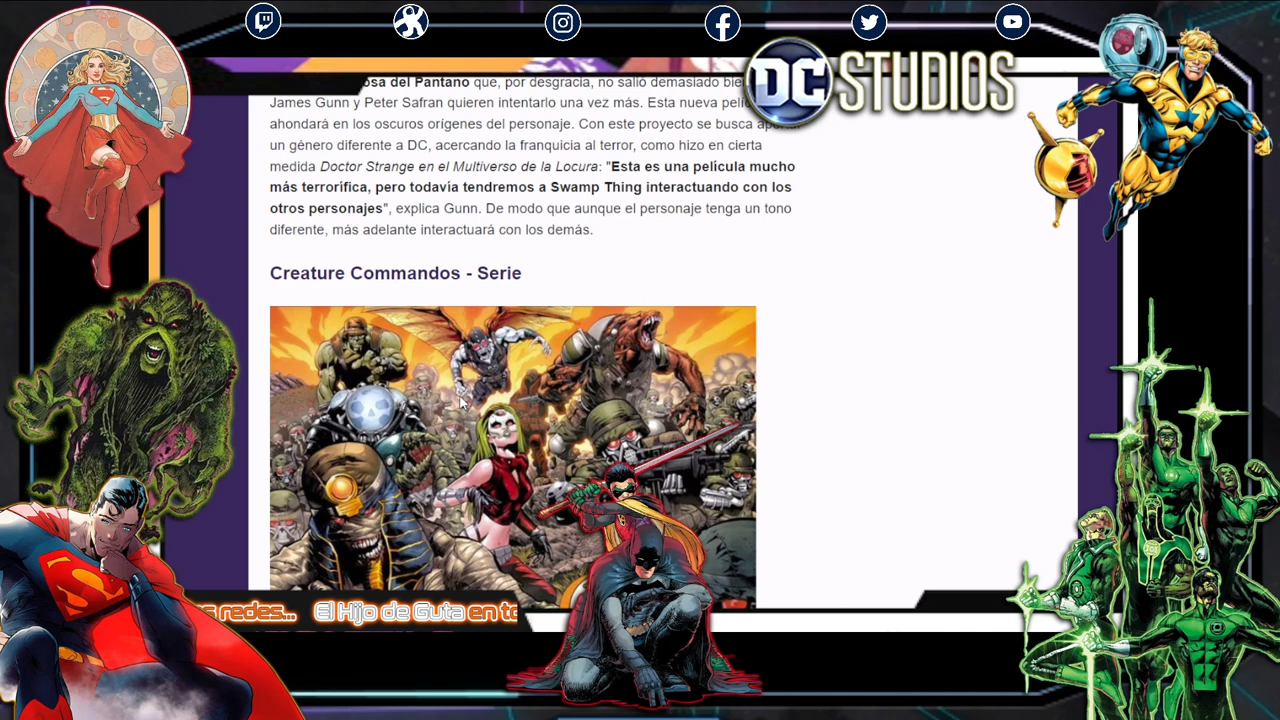 DC STUDIOS
osa del Pantano que, por desgracia, no salió demasiado
James Gunn y Peter Safran quieren intentarlo una vez más. Esta nueva
ahondará en los oscuros orígenes del personaje. Con este proyecto se busca
un género diferente a DC, acercando la franquicia al terror, como hizo en cierta
medida Doctor Strange en el Multiverso de la Locura: "Esta es una película mucho
más terrorífica, pero todavía tendremos a Swamp Thing interactuando con los
otros personajes", explica Gunn. De modo que aunque el personaje tenga un tono
diferente, más adelante interactuará con los demás.
Creature Commandos - Serie
s redes... El Hijo de Guta en